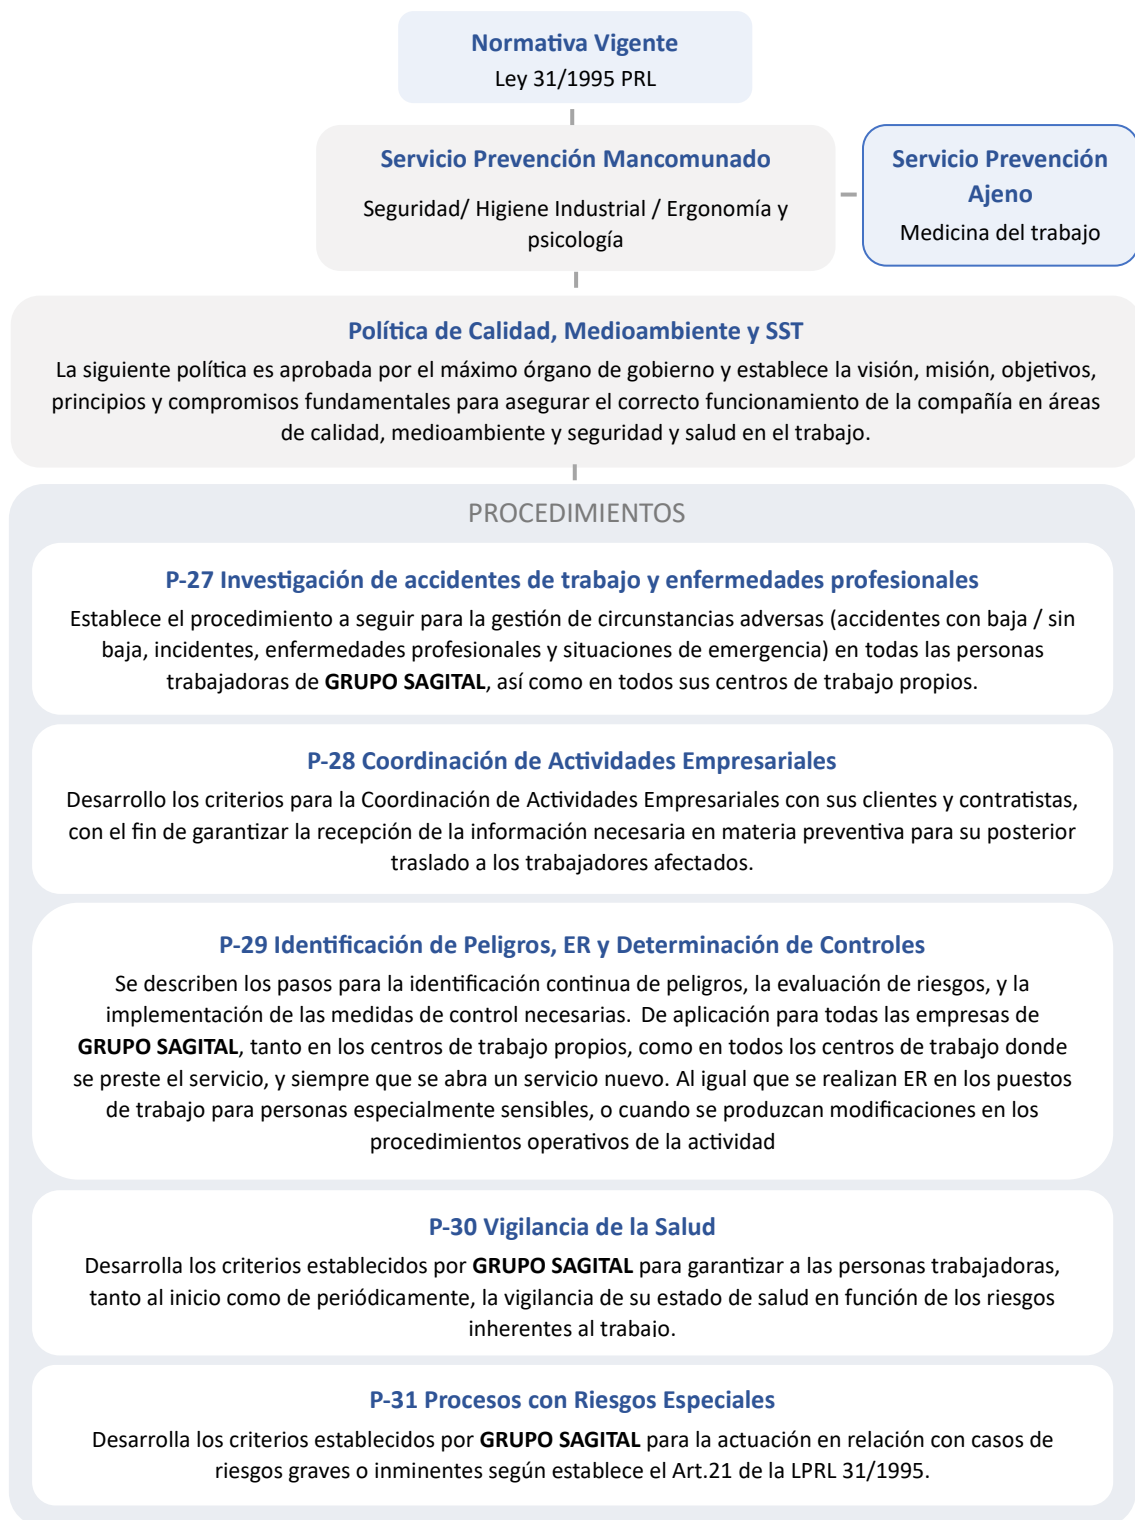 Normativa Vigente
Ley 31/1995 PRL
Servicio Prevención Mancomunado
Seguridad/ Higiene Industrial / Ergonomía y
psicología
Servicio Prevención
Ajeno
Medicina del trabajo
Política de Calidad, Medioambiente y SST
La siguiente política es aprobada por el máximo órgano de gobierno y establece la visión, misión, objetivos,
principios y compromisos fundamentales para asegurar el correcto funcionamiento de la compañía en áreas
de calidad, medioambiente y seguridad y salud en el trabajo.
PROCEDIMIENTOS
P-27 Investigación de accidentes de trabajo y enfermedades profesionales
Establece el procedimiento a seguir para la gestión de circunstancias adversas (accidentes con baja / sin
baja, incidentes, enfermedades profesionales y situaciones de emergencia) en todas las personas
trabajadoras de GRUPO SAGITAL, así como en todos sus centros de trabajo propios.
P-28 Coordinación de Actividades Empresariales
Desarrollo los criterios para la Coordinación de Actividades Empresariales con sus clientes y contratistas,
con el fin de garantizar la recepción de la información necesaria en materia preventiva para su posterior
traslado a los trabajadores afectados.
P-29 Identificación de Peligros, ER y Determinación de Controles
Se describen los pasos para la identificación continua de peligros, la evaluación de riesgos, y la
implementación de las medidas de control necesarias. De aplicación para todas las empresas de
GRUPO SAGITAL, tanto en los centros de trabajo propios, como en todos los centros de trabajo donde
se preste el servicio, y siempre que se abra un servicio nuevo. Al igual que se realizan ER en los puestos
de trabajo para personas especialmente sensibles, o cuando se produzcan modificaciones en los
procedimientos operativos de la actividad
P-30 Vigilancia de la Salud
Desarrolla los criterios establecidos por GRUPO SAGITAL para garantizar a las personas trabajadoras,
tanto al inicio como de periódicamente, la vigilancia de su estado de salud en función de los riesgos
inherentes al trabajo.
P-31 Procesos con Riesgos Especiales
Desarrolla los criterios establecidos por GRUPO SAGITAL para la actuación en relación con casos de
riesgos graves o inminentes según establece el Art.21 de la LPRL 31/1995.